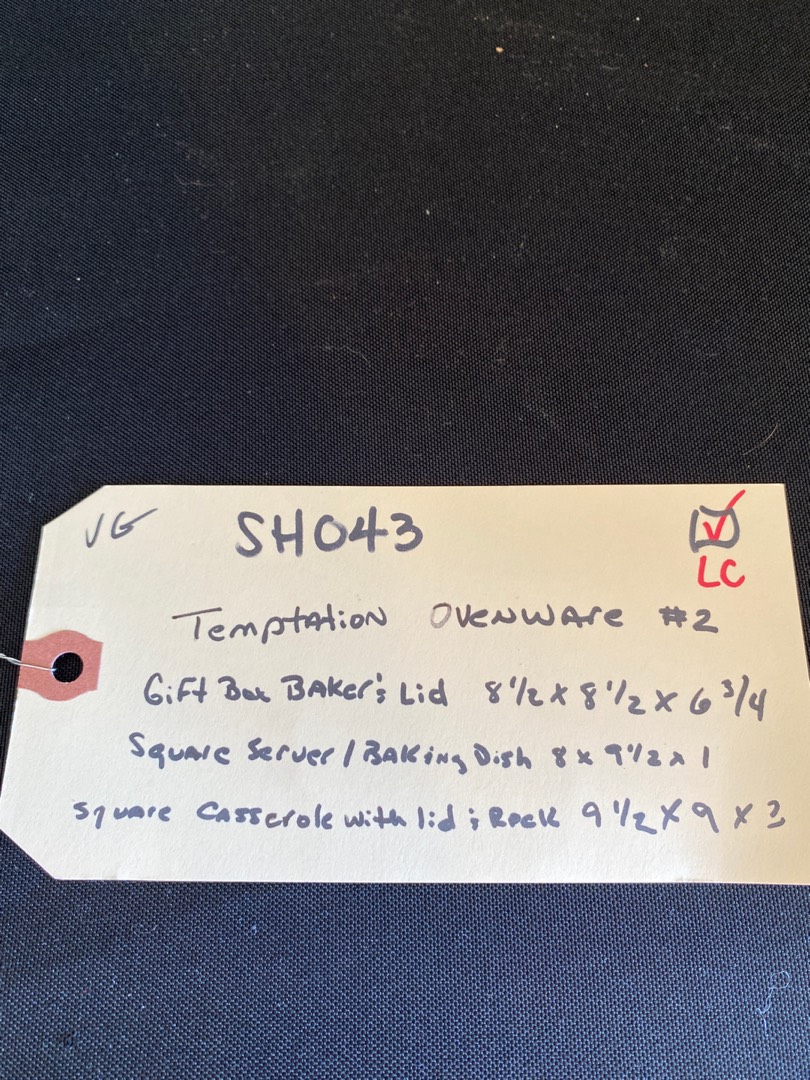 VG SH043
LC
Temptation Ovenware #2
Gift Box Baker & Lid 8 1/2 x 8 1/2 x 6 3/4
Square Server / Baking Dish 8 x 9 1/2 x 1
Square Casserole with lid & Rack 9 1/2 x 9 x 3